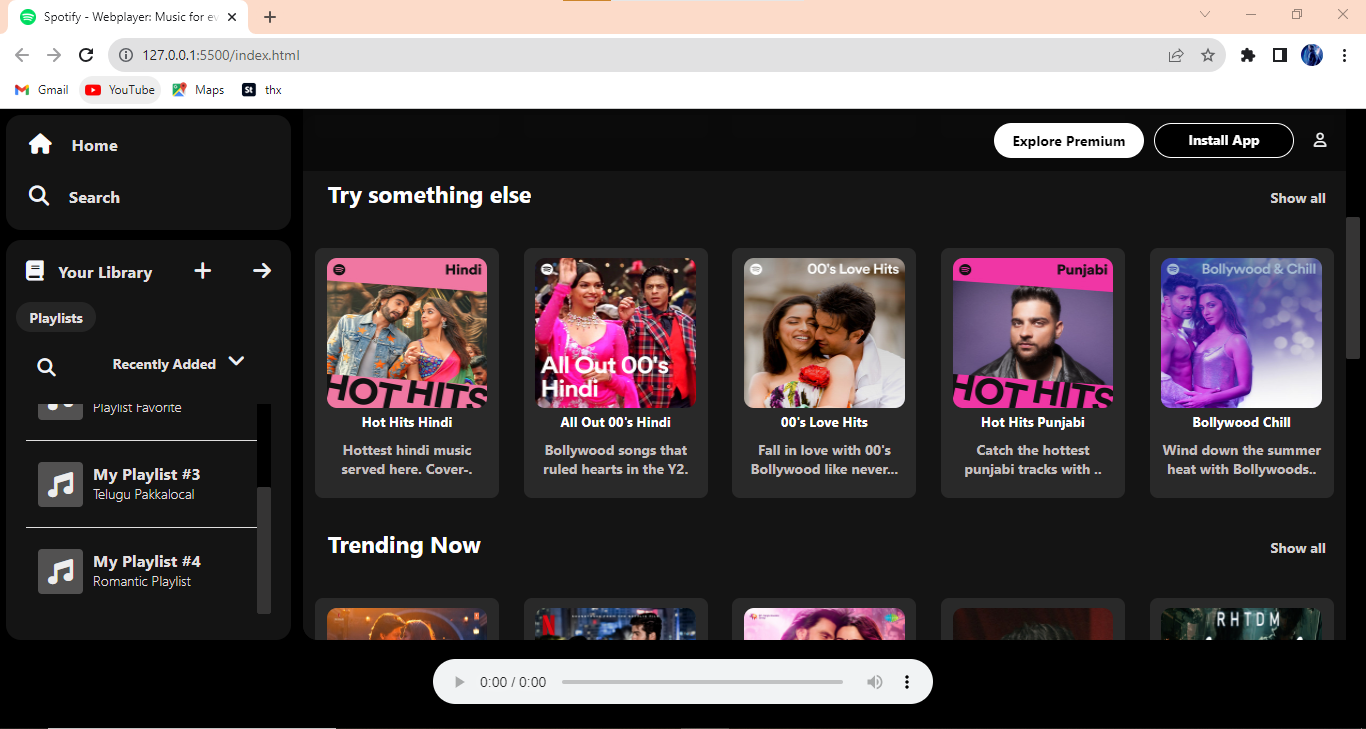 Spotify - Webplayer: Music for ev
127.0.0.1:5500/index.html
Gmail
YouTube
Maps
St
thx
Home
Search
Your Library
Playlists
Recently Added
Playlist Favorite
My Playlist #3
Telugu Pakkalocal
My Playlist #4
Romantic Playlist
Explore Premium
Install App
Try something else
Show all
Hindi
HOT HITS
Hot Hits Hindi
Hottest hindi music
served here. Cover-.
All Out 00's
Hindi
All Out 00's Hindi
Bollywood songs that
ruled hearts in the Y2.
00's Love Hits
00's Love Hits
Fall in love with 00's
Bollywood like never...
Punjabi
HOT HITS
Hot Hits Punjabi
Catch the hottest
punjabi tracks with ..
Bollywood & Chill
Bollywood Chill
Wind down the summer
heat with Bollywoods..
Trending Now
Show all
N
RHTDM
0:00 / 0:00